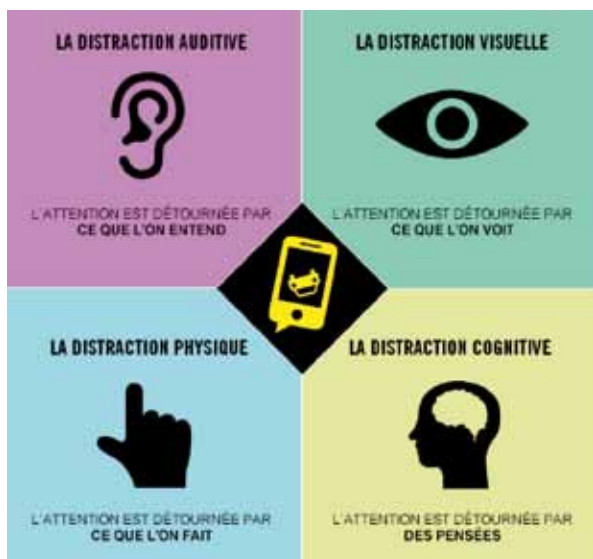 LA DISTRACTION AUDITIVE
L'ATTENTION EST DÉTOURNÉE PAR
CE QUE L'ON ENTEND
LA DISTRACTION VISUELLE
L'ATTENTION EST DÉTOURNÉE PAR
CE QUE L'ON VOIT
LA DISTRACTION PHYSIQUE
L'ATTENTION EST DÉTOURNÉE PAR
CE QUE L'ON FAIT
LA DISTRACTION COGNITIVE
L'ATTENTION EST DÉTOURNÉE PAR
DES PENSÉES